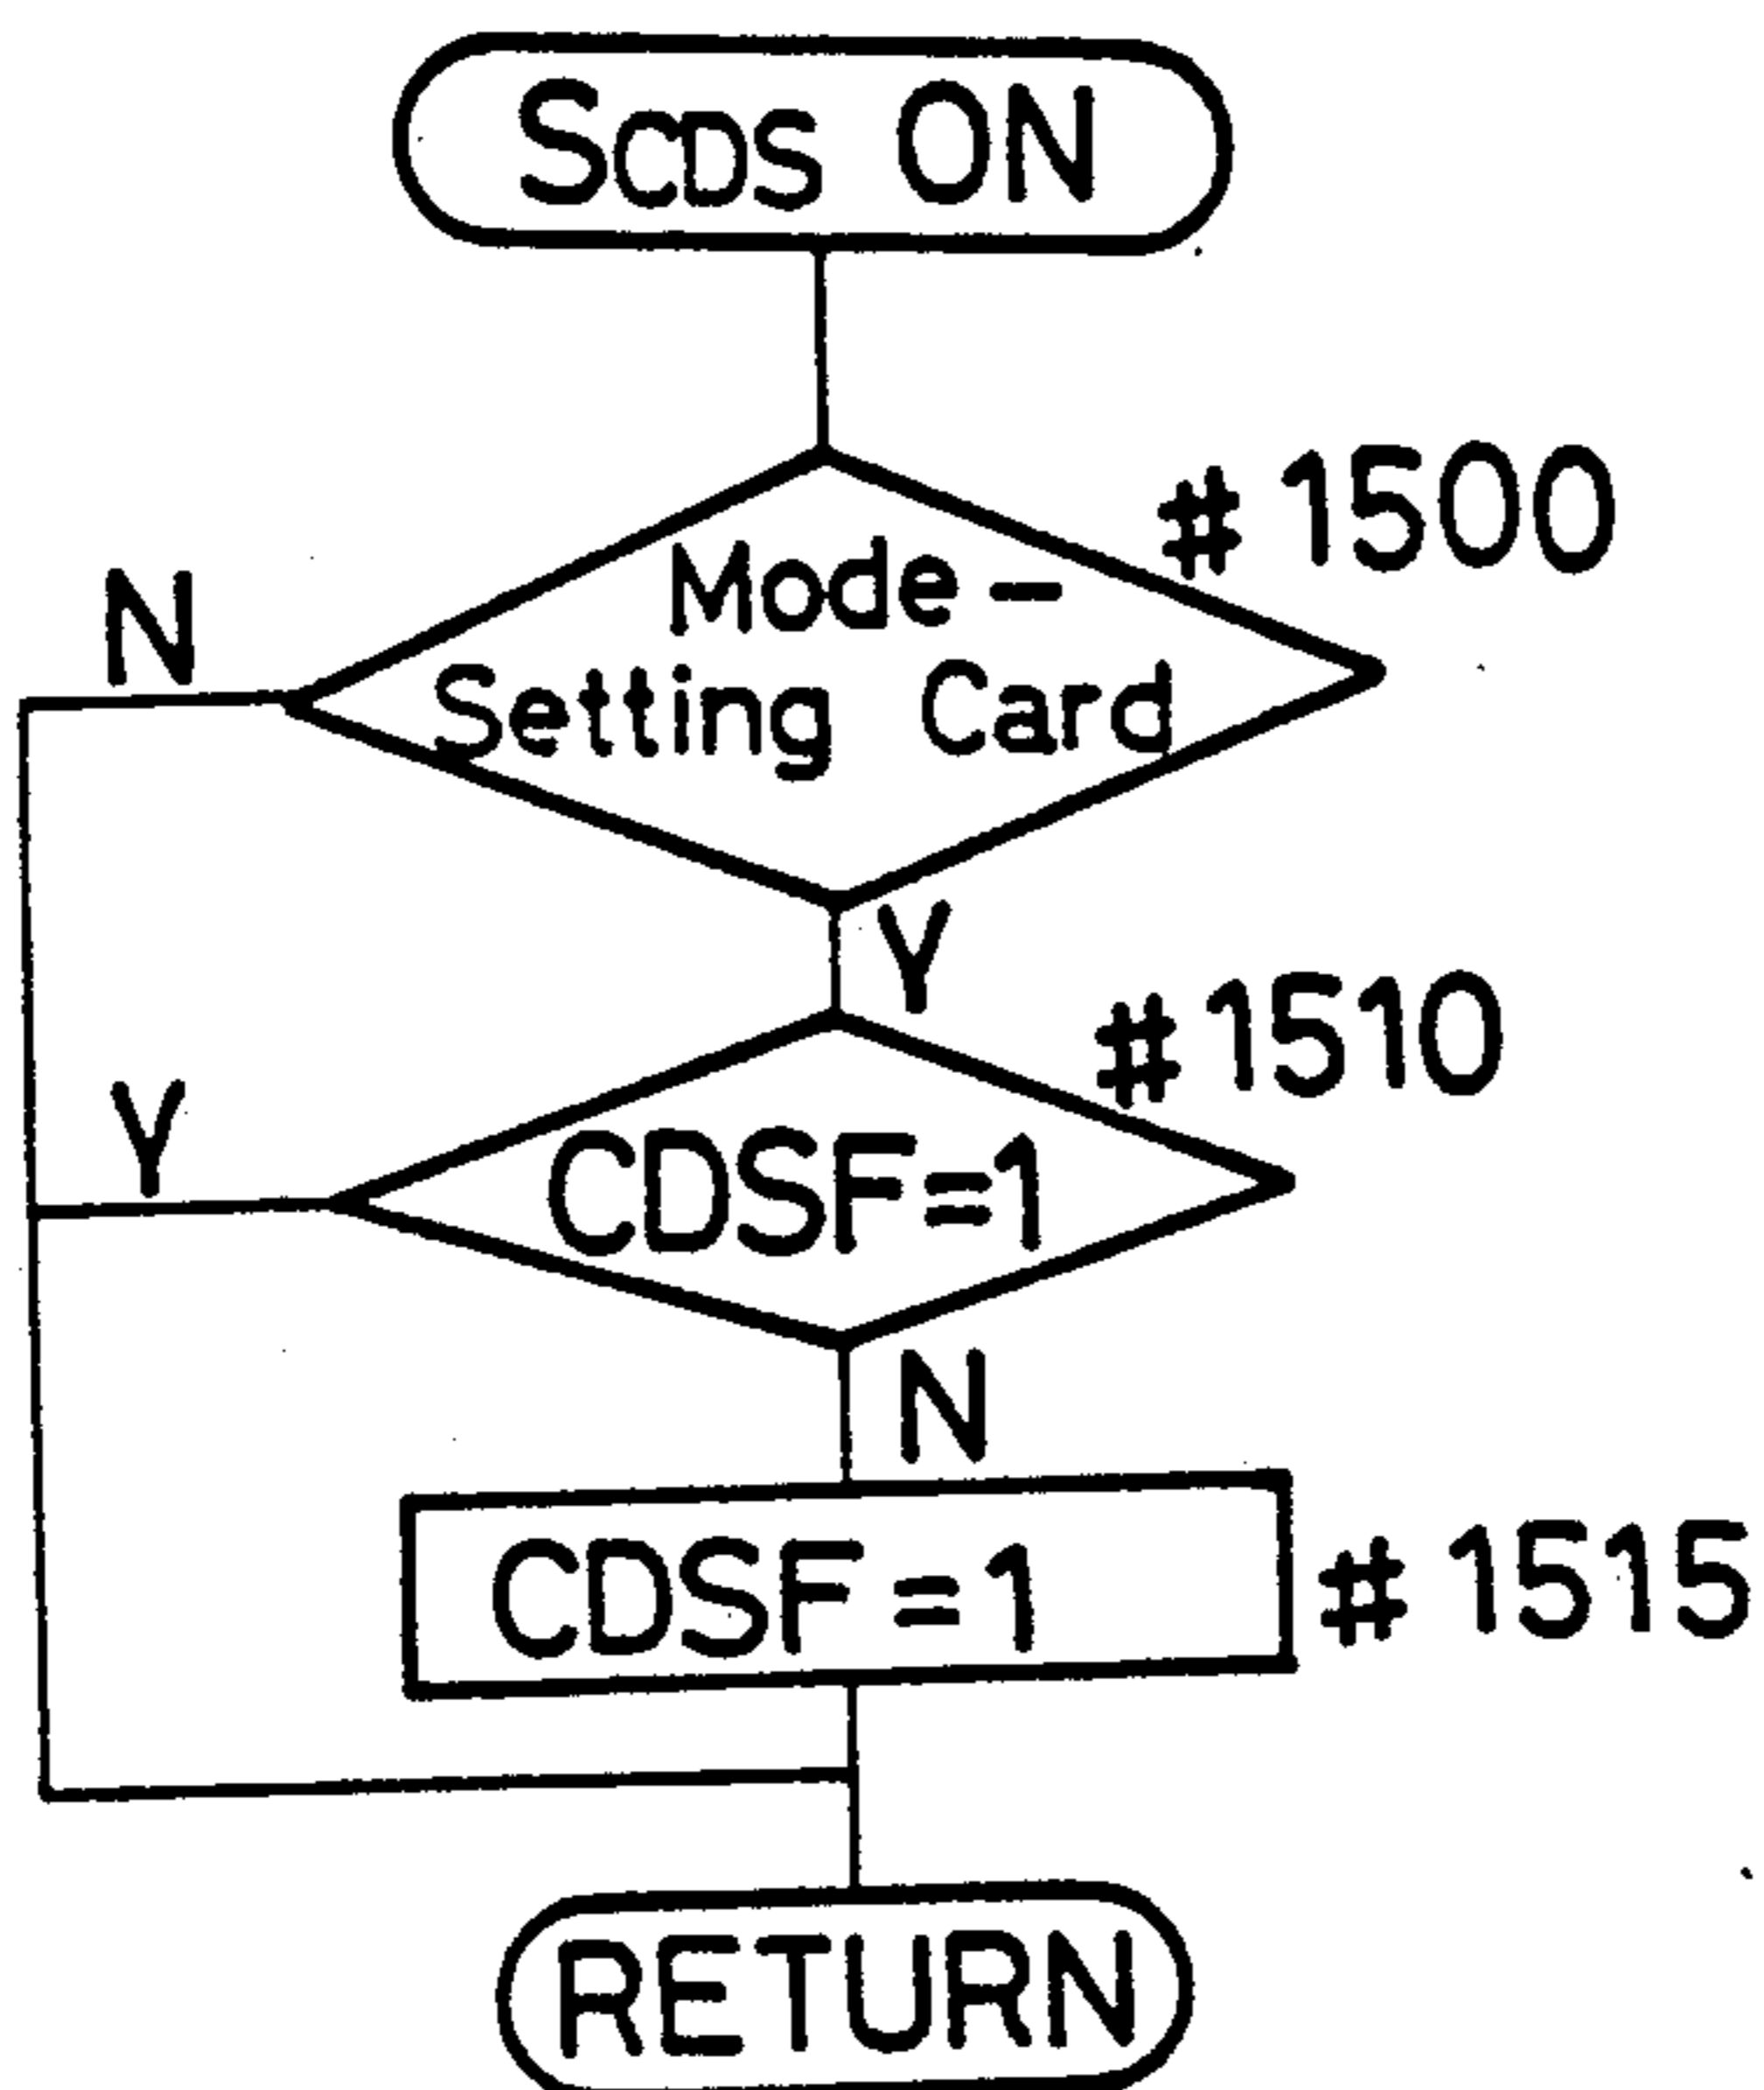 SCDS ON
#1500
Mode-
Setting Card
N
Y
#1510
CDSF=1
Y
N
CDSF=1
#1515
RETURN